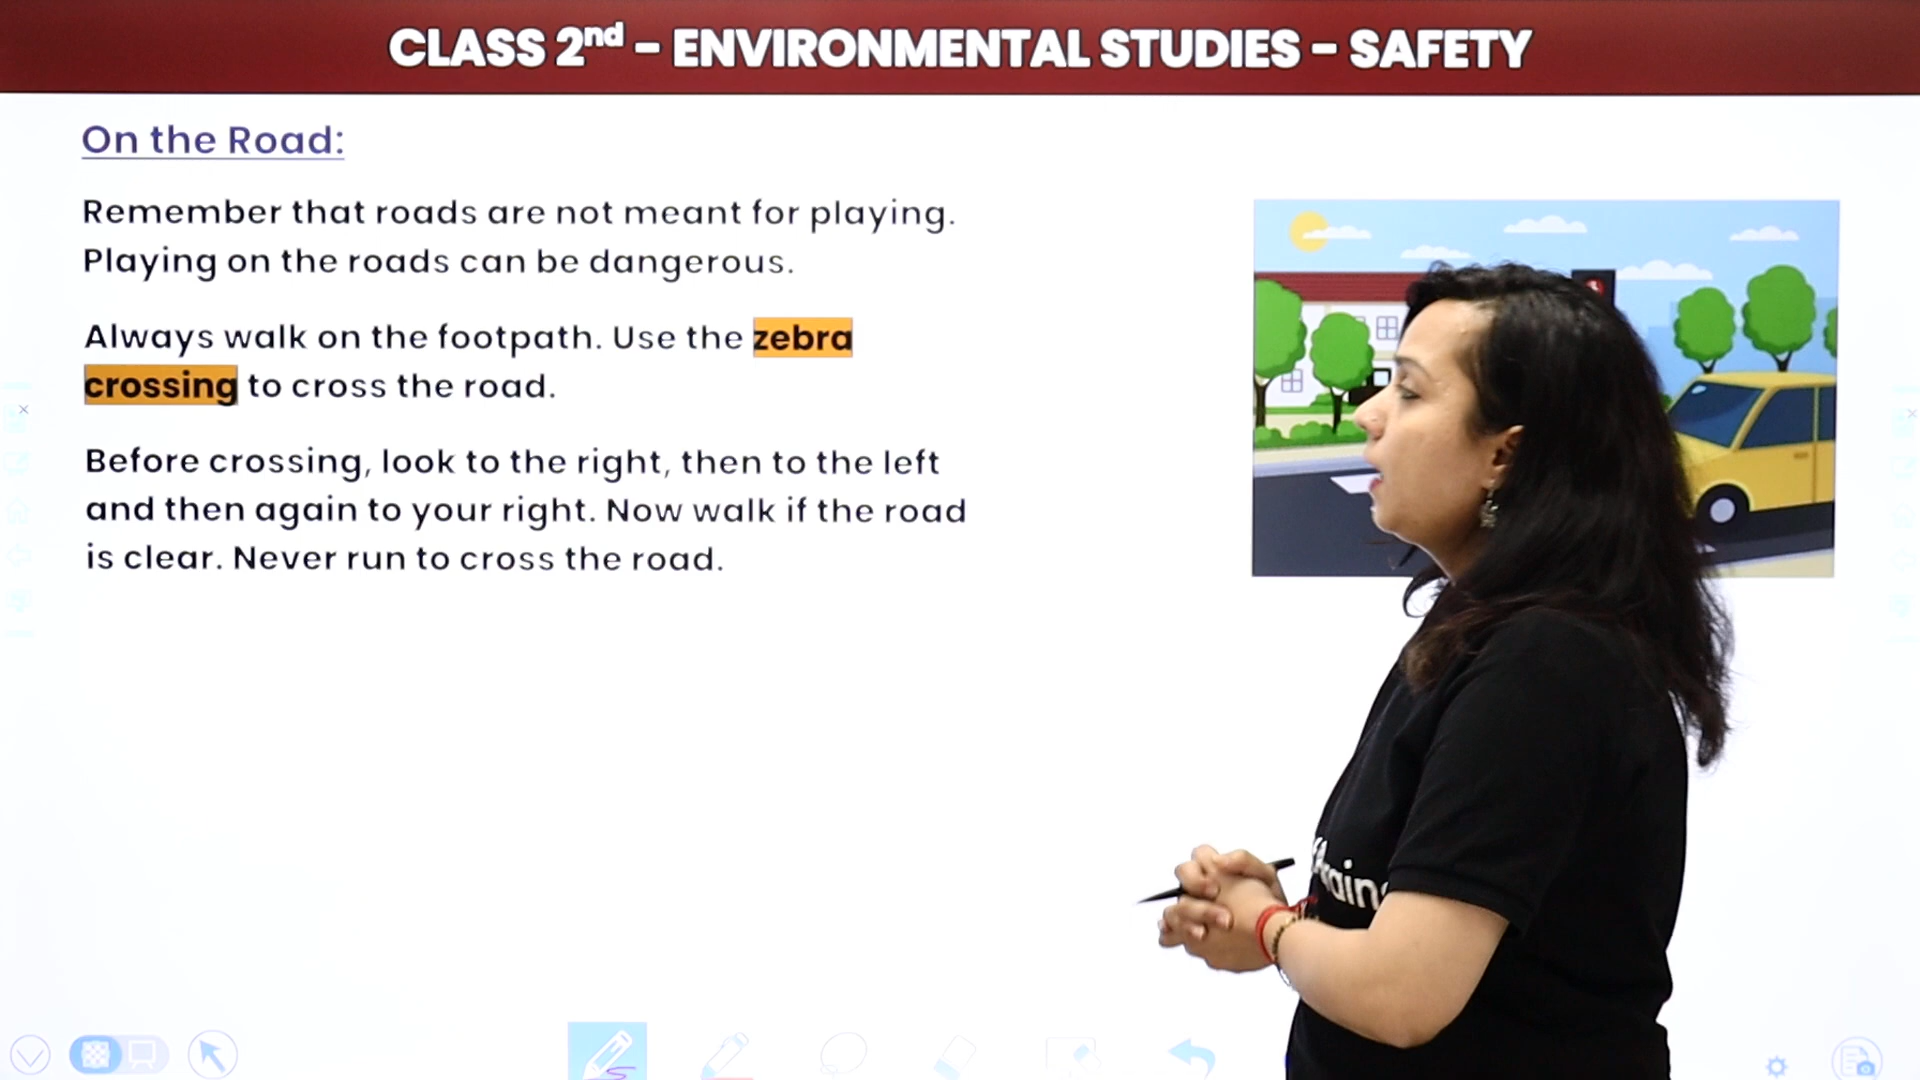 CLASS 2nd – ENVIRONMENTAL STUDIES – SAFETY
On the Road:
Remember that roads are not meant for playing.
Playing on the roads can be dangerous.
Always walk on the footpath. Use the zebra
crossing to cross the road.
Before crossing, look to the right, then to the left
and then again to your right. Now walk if the road
is clear. Never run to cross the road.